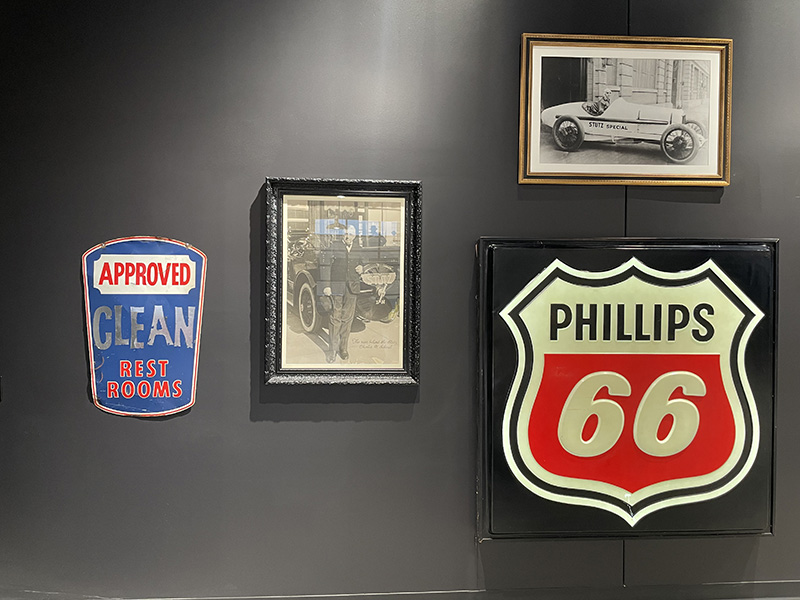 APPROVED
CLEAN
REST
ROOMS
STUTZ SPECIAL
PHILLIPS
66